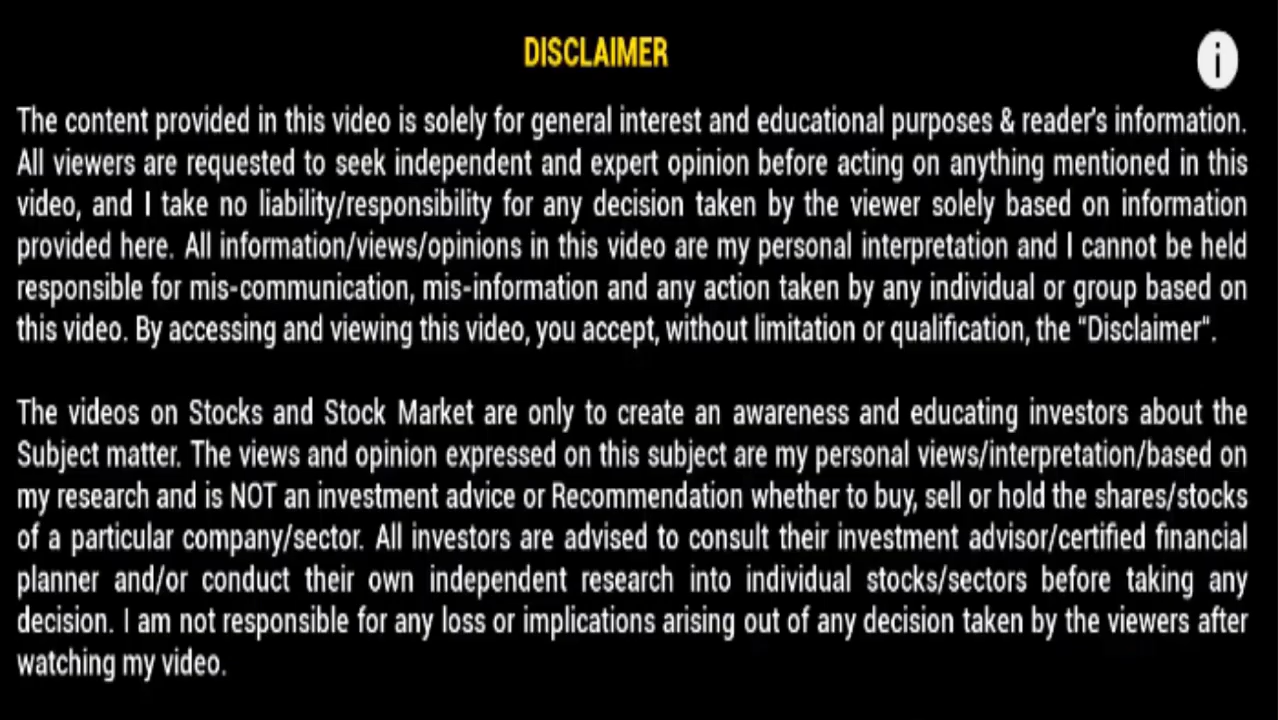 DISCLAIMER
i
The content provided in this video is solely for general interest and educational purposes & reader's information.
All viewers are requested to seek independent and expert opinion before acting on anything mentioned in this
video, and I take no liability/responsibility for any decision taken by the viewer solely based on information
provided here. All information/views/opinions in this video are my personal interpretation and I cannot be held
responsible for mis-communication, mis-information and any action taken by any individual or group based on
this video. By accessing and viewing this video, you accept, without limitation or qualification, the "Disclaimer".
The videos on Stocks and Stock Market are only to create an awareness and educating investors about the
Subject matter. The views and opinion expressed on this subject are my personal views/interpretation/based on
my research and is NOT an investment advice or Recommendation whether to buy, sell or hold the shares/stocks
of a particular company/sector. All investors are advised to consult their investment advisor/certified financial
planner and/or conduct their own independent research into individual stocks/sectors before taking any
decision. I am not responsible for any loss or implications arising out of any decision taken by the viewers after
watching my video.